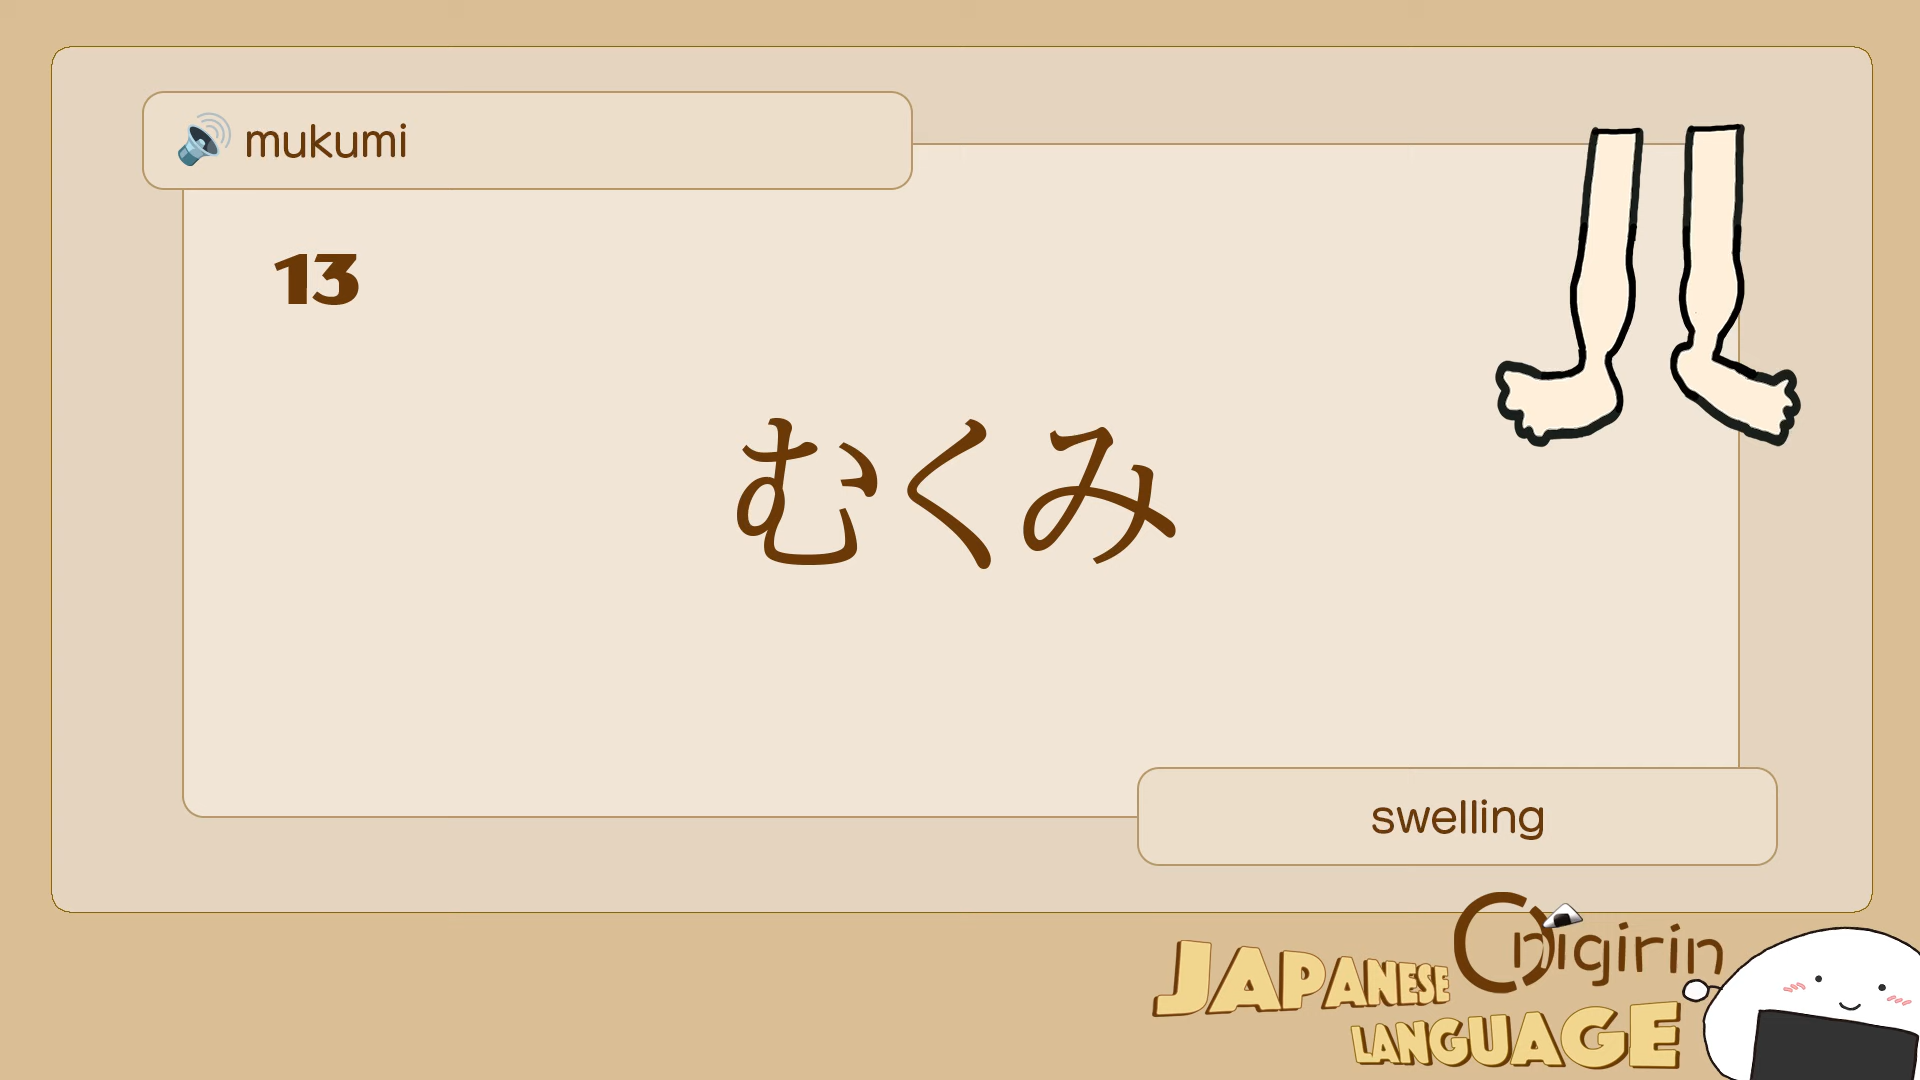 mukumi
13
むくみ
swelling
Onigirin
JAPANESE
LANGUAGE